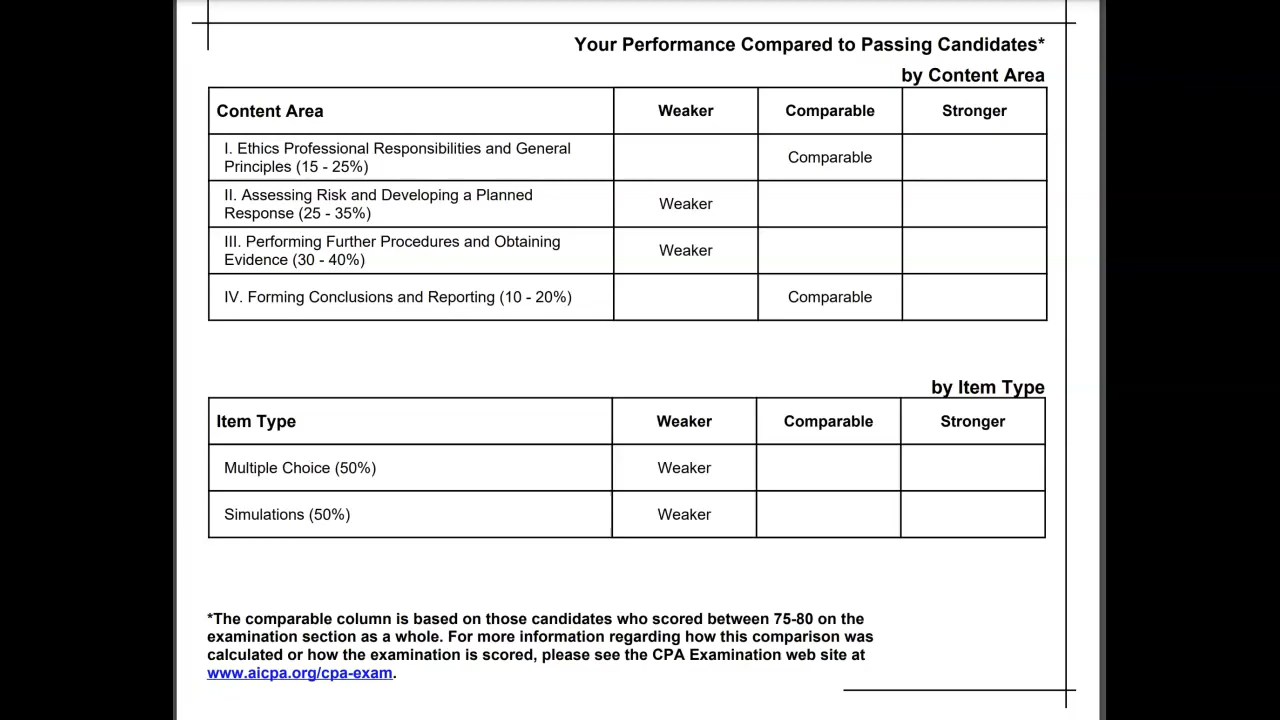 Your Performance Compared to Passing Candidates*
by Content Area
Content Area Weaker Comparable Stronger
I. Ethics Professional Responsibilities and General
Principles (15 - 25%)
Comparable
II. Assessing Risk and Developing a Planned
Response (25 - 35%)
Weaker
III. Performing Further Procedures and Obtaining
Evidence (30 - 40%)
Weaker
IV. Forming Conclusions and Reporting (10 - 20%) Comparable
by Item Type
Item Type Weaker Comparable Stronger
Multiple Choice (50%) Weaker
Simulations (50%) Weaker
*The comparable column is based on those candidates who scored between 75-80 on the
examination section as a whole. For more information regarding how this comparison was
calculated or how the examination is scored, please see the CPA Examination web site at
www.aicpa.org/cpa-exam.